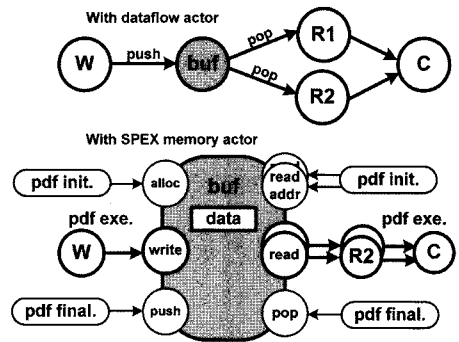 With dataflow actor
W
push
buf
pop
pop
R1
R2
C
With SPEX memory actor
pdf init.
alloc
buf
read
addr
pdf init.
data
pdf exe.
pdf exe.
W
write
read
R2
C
pdf final.
push
pop
pdf final.